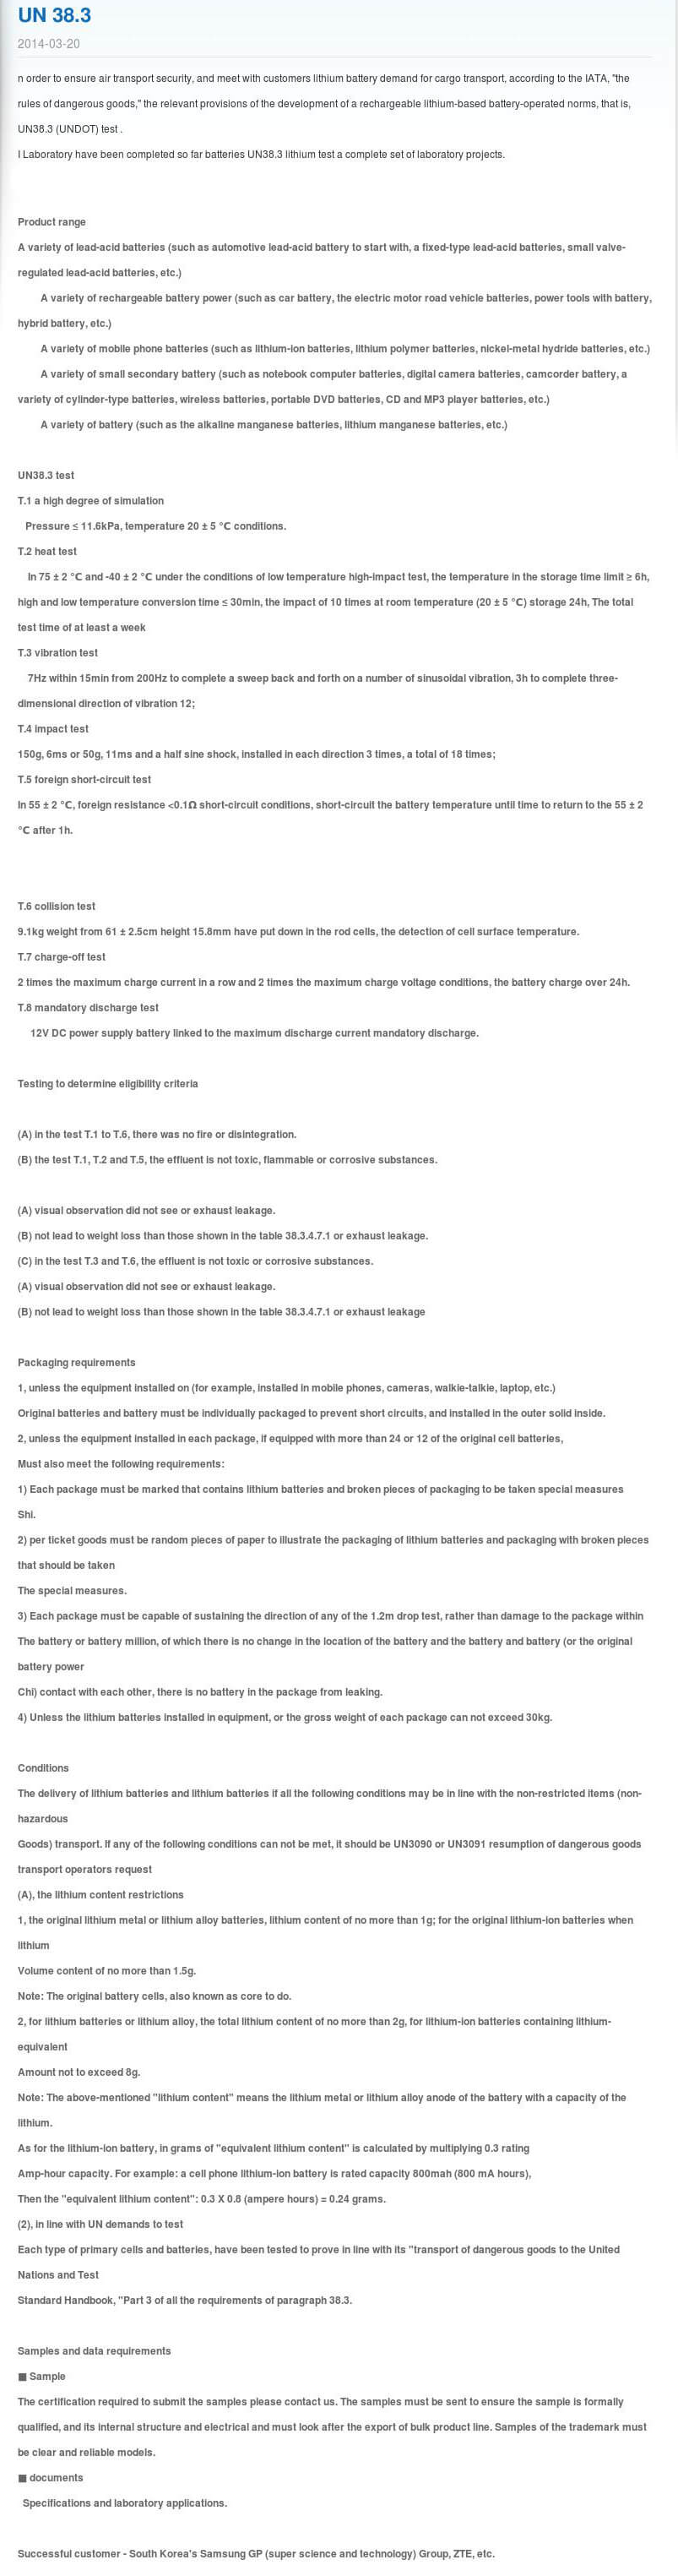 UN 38.3
2014-03-20
n order to ensure air transport security, and meet with customers lithium battery demand for cargo transport, according to the IATA, "the
rules of dangerous goods," the relevant provisions of the development of a rechargeable lithium-based battery-operated norms, that is,
UN38.3 (UNDOT) test .
I Laboratory have been completed so far batteries UN38.3 lithium test a complete set of laboratory projects.
Product range
A variety of lead-acid batteries (such as automotive lead-acid battery to start with, a fixed-type lead-acid batteries, small valve-
regulated lead-acid batteries, etc.)
A variety of rechargeable battery power (such as car battery, the electric motor road vehicle batteries, power tools with battery,
hybrid battery, etc.)
A variety of mobile phone batteries (such as lithium-ion batteries, lithium polymer batteries, nickel-metal hydride batteries, etc.)
A variety of small secondary battery (such as notebook computer batteries, digital camera batteries, camcorder battery, a
variety of cylinder-type batteries, wireless batteries, portable DVD batteries, CD and MP3 player batteries, etc.)
A variety of battery (such as the alkaline manganese batteries, lithium manganese batteries, etc.)
UN38.3 test
T.1 a high degree of simulation
Pressure ≤ 11.6kPa, temperature 20 ± 5 ℃ conditions.
T.2 heat test
In 75 ± 2 ℃ and -40 ± 2 ℃ under the conditions of low temperature high-impact test, the temperature in the storage time limit ≥ 6h,
high and low temperature conversion time ≤ 30min, the impact of 10 times at room temperature (20 ± 5 ℃) storage 24h, The total
test time of at least a week
T.3 vibration test
7Hz within 15min from 200Hz to complete a sweep back and forth on a number of sinusoidal vibration, 3h to complete three-
dimensional direction of vibration 12;
T.4 impact test
150g, 6ms or 50g, 11ms and a half sine shock, installed in each direction 3 times, a total of 18 times;
T.5 foreign short-circuit test
In 55 ± 2 ℃, foreign resistance <0.1Ω short-circuit conditions, short-circuit the battery temperature until time to return to the 55 ± 2
℃ after 1h.
T.6 collision test
9.1kg weight from 61 ± 2.5cm height 15.8mm have put down in the rod cells, the detection of cell surface temperature.
T.7 charge-off test
2 times the maximum charge current in a row and 2 times the maximum charge voltage conditions, the battery charge over 24h.
T.8 mandatory discharge test
12V DC power supply battery linked to the maximum discharge current mandatory discharge.
Testing to determine eligibility criteria
(A) in the test T.1 to T.6, there was no fire or disintegration.
(B) the test T.1, T.2 and T.5, the effluent is not toxic, flammable or corrosive substances.
(A) visual observation did not see or exhaust leakage.
(B) not lead to weight loss than those shown in the table 38.3.4.7.1 or exhaust leakage.
(C) in the test T.3 and T.6, the effluent is not toxic or corrosive substances.
(A) visual observation did not see or exhaust leakage.
(B) not lead to weight loss than those shown in the table 38.3.4.7.1 or exhaust leakage
Packaging requirements
1, unless the equipment installed on (for example, installed in mobile phones, cameras, walkie-talkie, laptop, etc.)
Original batteries and battery must be individually packaged to prevent short circuits, and installed in the outer solid inside.
2, unless the equipment installed in each package, if equipped with more than 24 or 12 of the original cell batteries,
Must also meet the following requirements:
1) Each package must be marked that contains lithium batteries and broken pieces of packaging to be taken special measures
Shi.
2) per ticket goods must be random pieces of paper to illustrate the packaging of lithium batteries and packaging with broken pieces
that should be taken
The special measures.
3) Each package must be capable of sustaining the direction of any of the 1.2m drop test, rather than damage to the package within
The battery or battery million, of which there is no change in the location of the battery and the battery and battery (or the original
battery power
Chi) contact with each other, there is no battery in the package from leaking.
4) Unless the lithium batteries installed in equipment, or the gross weight of each package can not exceed 30kg.
Conditions
The delivery of lithium batteries and lithium batteries if all the following conditions may be in line with the non-restricted items (non-
hazardous
Goods) transport. If any of the following conditions can not be met, it should be UN3090 or UN3091 resumption of dangerous goods
transport operators request
(A), the lithium content restrictions
1, the original lithium metal or lithium alloy batteries, lithium content of no more than 1g; for the original lithium-ion batteries when
lithium
Volume content of no more than 1.5g.
Note: The original battery cells, also known as core to do.
2, for lithium batteries or lithium alloy, the total lithium content of no more than 2g, for lithium-ion batteries containing lithium-
equivalent
Amount not to exceed 8g.
Note: The above-mentioned "lithium content" means the lithium metal or lithium alloy anode of the battery with a capacity of the
lithium.
As for the lithium-ion battery, in grams of "equivalent lithium content" is calculated by multiplying 0.3 rating
Amp-hour capacity. For example: a cell phone lithium-ion battery is rated capacity 800mah (800 mA hours),
Then the "equivalent lithium content": 0.3 X 0.8 (ampere hours) = 0.24 grams.
(2), in line with UN demands to test
Each type of primary cells and batteries, have been tested to prove in line with its "transport of dangerous goods to the United
Nations and Test
Standard Handbook, "Part 3 of all the requirements of paragraph 38.3.
Samples and data requirements
■ Sample
The certification required to submit the samples please contact us. The samples must be sent to ensure the sample is formally
qualified, and its internal structure and electrical and must look after the export of bulk product line. Samples of the trademark must
be clear and reliable models.
■ documents
Specifications and laboratory applications.
Successful customer - South Korea's Samsung GP (super science and technology) Group, ZTE, etc.